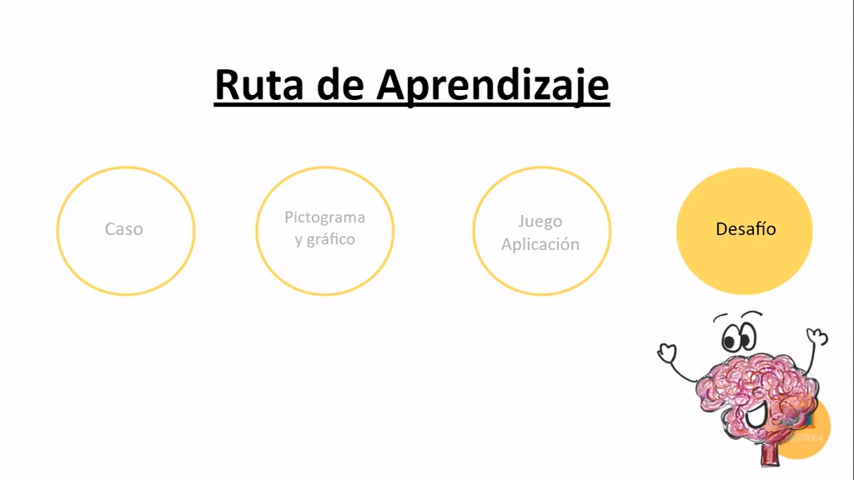 Ruta de Aprendizaje
Caso
Pictograma
y gráfico
Juego
Aplicación
Desafío